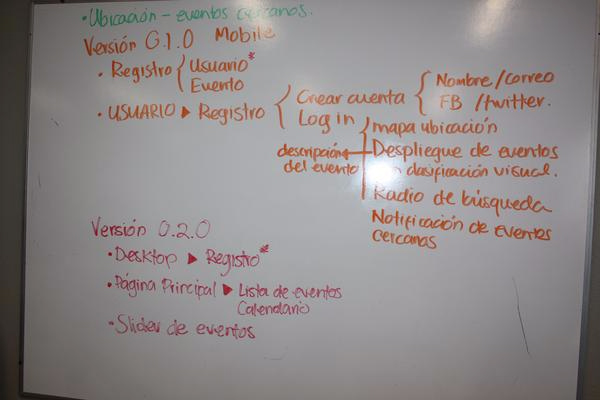 • Ubicación – eventos cercanos.
Versión 0.1.0 Mobile
• Registro { Usuario*
Evento
• USUARIO ▶ Registro { Crear cuenta { Nombre/correo
FB / twitter.
Log in { mapa ubicación
descripción del evento ← Despliegue de eventos
clasificación visual.
Radio de búsqueda
Notificación de eventos
cercanos
Versión 0.2.0
• Desktop ▶ Registro*
• Página Principal ▶ Lista de eventos
Calendario
• Slider de eventos